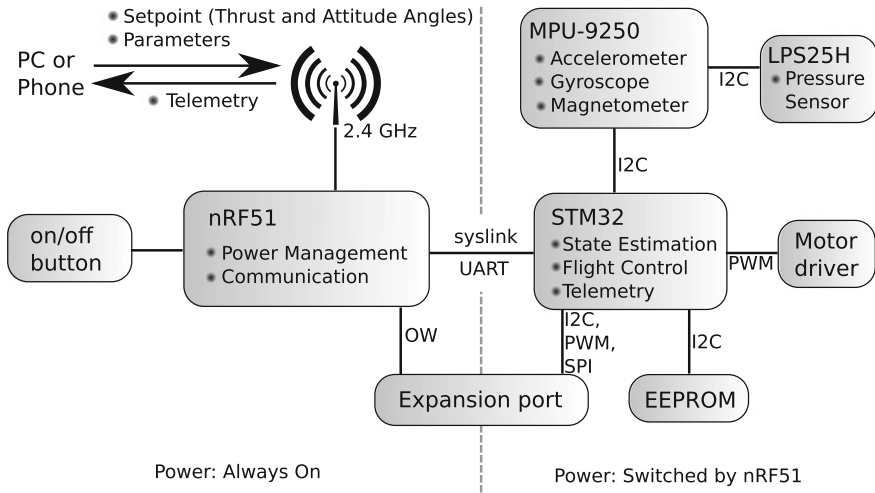 Setpoint (Thrust and Attitude Angles)
Parameters
PC or
Phone
Telemetry
2.4 GHz
MPU-9250
Accelerometer
Gyroscope
Magnetometer
I2C
LPS25H
Pressure
Sensor
I2C
on/off
button
nRF51
Power Management
Communication
syslink
UART
STM32
State Estimation
Flight Control
Telemetry
PWM
Motor
driver
OW
I2C,
PWM,
SPI
I2C
Expansion port
EEPROM
Power: Always On
Power: Switched by nRF51